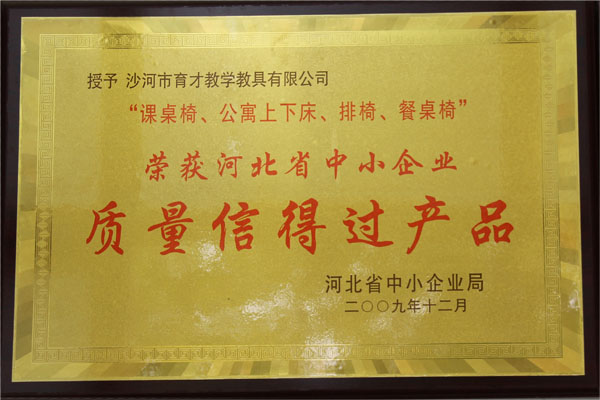 授予 沙河市育才教学教具有限公司
“课桌椅、公寓上下床、排椅、餐桌椅”
荣获河北省中小企业
质量信得过产品
河北省中小企业局
二〇〇九年十二月